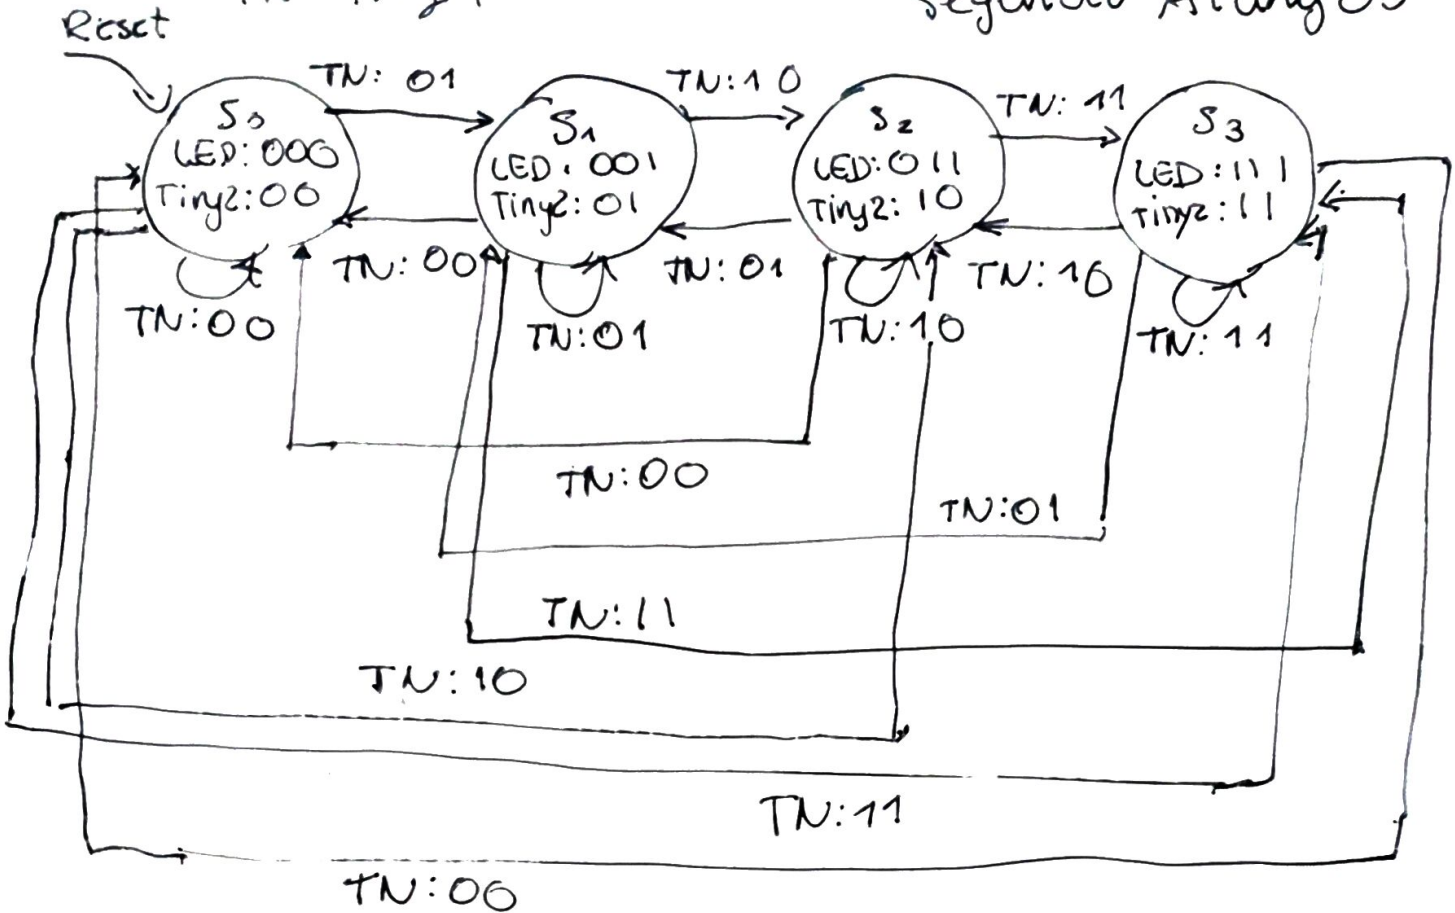 Reset
TN: 01
TN:10
TN: 11
S0
LED:000
Tiny2:00
S1
LED: 001
Tiny2:01
S2
LED:011
Tiny2: 10
S3
LED:111
Tiny2:11
TN:00
TN:01
TN:10
TN:00
TN:01
TN:10
TN:11
TN:00
TN:01
TN:11
TN:10
TN:11
TN:00